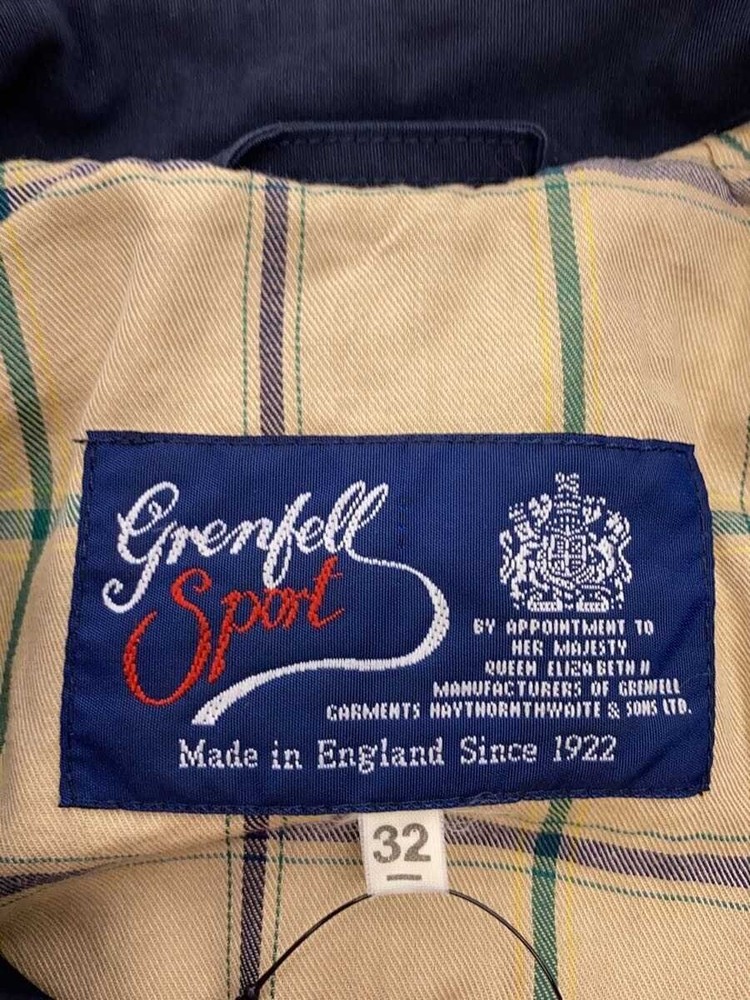 Grenfell
Sport
BY APPOINTMENT TO
HER MAJESTY
QUEEN ELIZABETH II
MANUFACTURERS OF GRENFELL
GARMENTS HAYTHORNTHWAITE & SONS LTD.
Made in England Since 1922
32